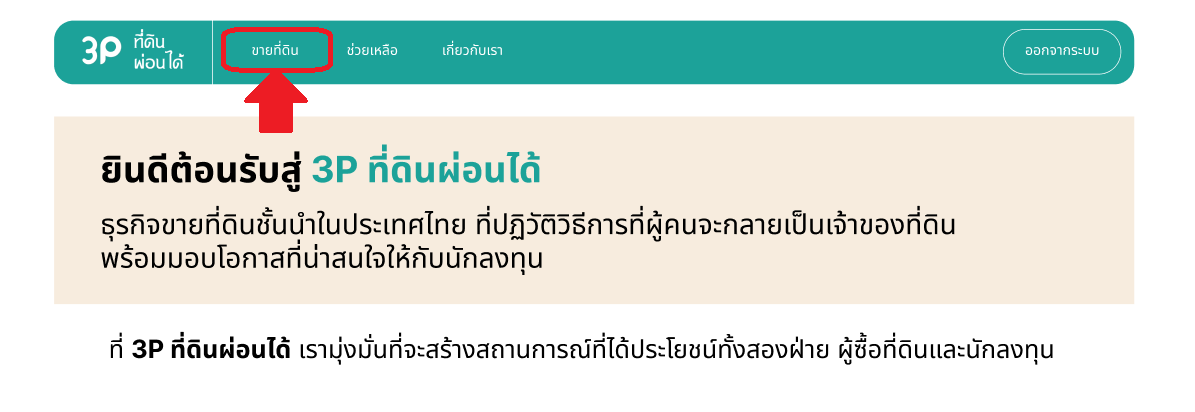 3P ที่ดิน
ผ่อนได้
ขายที่ดิน
ช่วยเหลือ
เกี่ยวกับเรา
ออกจากระบบ
ยินดีต้อนรับสู่ 3P ที่ดินผ่อนได้
ธุรกิจขายที่ดินชั้นนำในประเทศไทย ที่ปฏิวัติวิธีการที่ผู้คนจะกลายเป็นเจ้าของที่ดิน
พร้อมมอบโอกาสที่น่าสนใจให้กับนักลงทุน
ที่ 3P ที่ดินผ่อนได้ เรามุ่งมั่นที่จะสร้างสถานการณ์ที่ได้ประโยชน์ทั้งสองฝ่าย ผู้ซื้อที่ดินและนักลงทุน